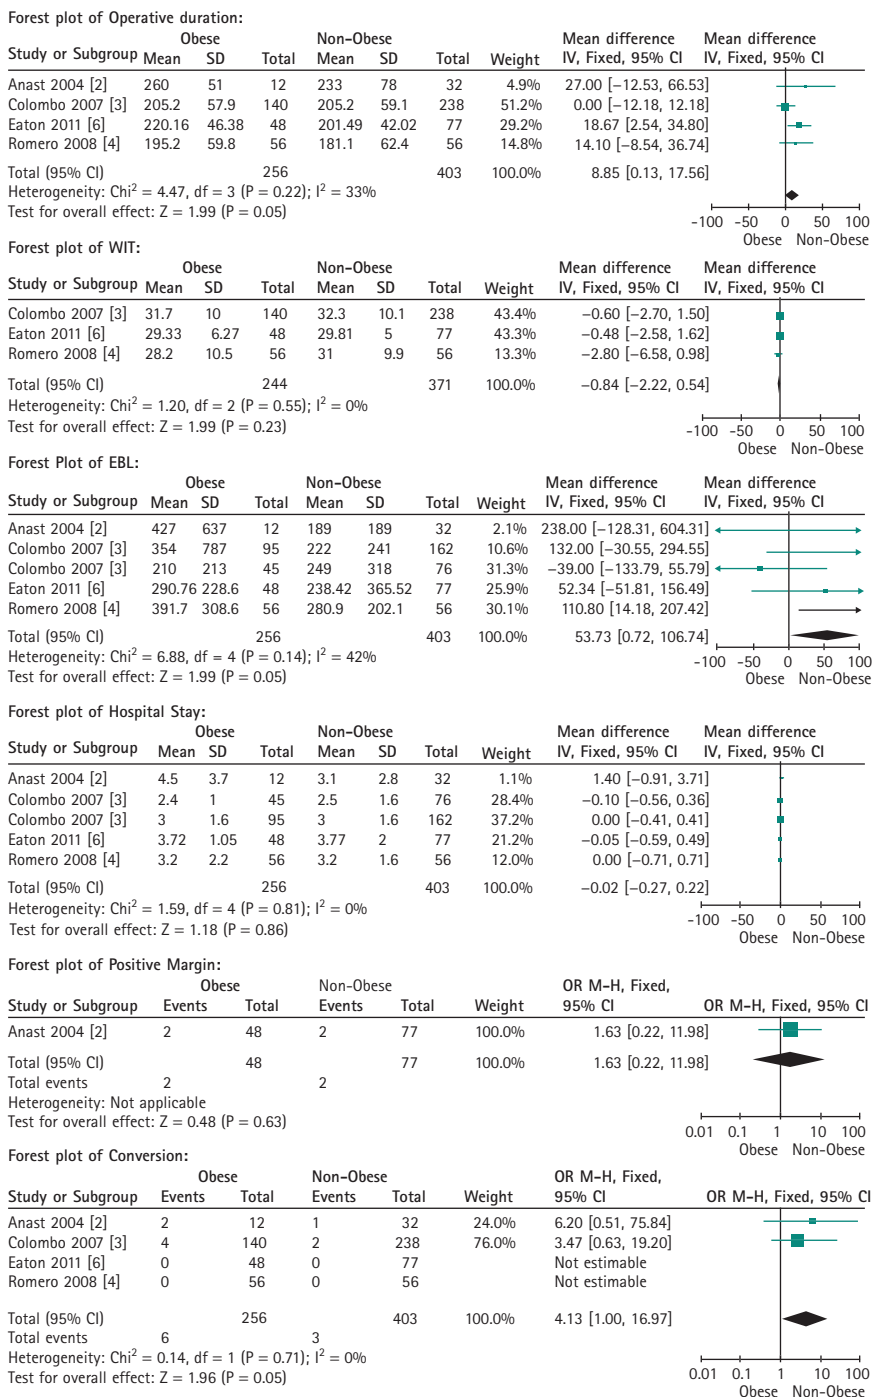 Forest plot of Operative duration:
Obese Non-Obese Mean difference Mean difference
Study or Subgroup Mean SD Total Mean SD Total Weight IV, Fixed, 95% CI IV, Fixed, 95% CI
Anast 2004 [2] 260 51 12 233 78 32 4.9% 27.00 [−12.53, 66.53]
Colombo 2007 [3] 205.2 57.9 140 205.2 59.1 238 51.2% 0.00 [−12.18, 12.18]
Eaton 2011 [6] 220.16 46.38 48 201.49 42.02 77 29.2% 18.67 [2.54, 34.80]
Romero 2008 [4] 195.2 59.8 56 181.1 62.4 56 14.8% 14.10 [−8.54, 36.74]
Total (95% CI) 256 403 100.0% 8.85 [0.13, 17.56]
Heterogeneity: Chi² = 4.47, df = 3 (P = 0.22); I² = 33%
Test for overall effect: Z = 1.99 (P = 0.05)
-100 -50 0 50 100
Obese Non-Obese
Forest plot of WIT:
Obese Non-Obese Mean difference Mean difference
Study or Subgroup Mean SD Total Mean SD Total Weight IV, Fixed, 95% CI IV, Fixed, 95% CI
Colombo 2007 [3] 31.7 10 140 32.3 10.1 238 43.4% −0.60 [−2.70, 1.50]
Eaton 2011 [6] 29.33 6.27 48 29.81 5 77 43.3% −0.48 [−2.58, 1.62]
Romero 2008 [4] 28.2 10.5 56 31 9.9 56 13.3% −2.80 [−6.58, 0.98]
Total (95% CI) 244 371 100.0% −0.84 [−2.22, 0.54]
Heterogeneity: Chi² = 1.20, df = 2 (P = 0.55); I² = 0%
Test for overall effect: Z = 1.99 (P = 0.23)
-100 -50 0 50 100
Obese Non-Obese
Forest Plot of EBL:
Obese Non-Obese Mean difference Mean difference
Study or Subgroup Mean SD Total Mean SD Total Weight IV, Fixed, 95% CI IV, Fixed, 95% CI
Anast 2004 [2] 427 637 12 189 189 32 2.1% 238.00 [−128.31, 604.31]
Colombo 2007 [3] 354 787 95 222 241 162 10.6% 132.00 [−30.55, 294.55]
Colombo 2007 [3] 210 213 45 249 318 76 31.3% −39.00 [−133.79, 55.79]
Eaton 2011 [6] 290.76 228.6 48 238.42 365.52 77 25.9% 52.34 [−51.81, 156.49]
Romero 2008 [4] 391.7 308.6 56 280.9 202.1 56 30.1% 110.80 [14.18, 207.42]
Total (95% CI) 256 403 100.0% 53.73 [0.72, 106.74]
Heterogeneity: Chi² = 6.88, df = 4 (P = 0.14); I² = 42%
Test for overall effect: Z = 1.99 (P = 0.05)
-100 -50 0 50 100
Obese Non-Obese
Forest plot of Hospital Stay:
Obese Non-Obese Mean difference Mean difference
Study or Subgroup Mean SD Total Mean SD Total Weight IV, Fixed, 95% CI IV, Fixed, 95% CI
Anast 2004 [2] 4.5 3.7 12 3.1 2.8 32 1.1% 1.40 [−0.91, 3.71]
Colombo 2007 [3] 2.4 1 45 2.5 1.6 76 28.4% −0.10 [−0.56, 0.36]
Colombo 2007 [3] 3 1.6 95 3 1.6 162 37.2% 0.00 [−0.41, 0.41]
Eaton 2011 [6] 3.72 1.05 48 3.77 2 77 21.2% −0.05 [−0.59, 0.49]
Romero 2008 [4] 3.2 2.2 56 3.2 1.6 56 12.0% 0.00 [−0.71, 0.71]
Total (95% CI) 256 403 100.0% −0.02 [−0.27, 0.22]
Heterogeneity: Chi² = 1.59, df = 4 (P = 0.81); I² = 0%
Test for overall effect: Z = 1.18 (P = 0.86)
-100 -50 0 50 100
Obese Non-Obese
Forest plot of Positive Margin:
Obese Non-Obese OR M-H, Fixed,
Study or Subgroup Events Total Events Total Weight 95% CI OR M-H, Fixed, 95% CI
Anast 2004 [2] 2 48 2 77 100.0% 1.63 [0.22, 11.98]
Total (95% CI) 48 77 100.0% 1.63 [0.22, 11.98]
Total events 2 2
Heterogeneity: Not applicable
Test for overall effect: Z = 0.48 (P = 0.63)
0.01 0.1 1 10 100
Obese Non-Obese
Forest plot of Conversion:
Obese Non-Obese OR M-H, Fixed,
Study or Subgroup Events Total Events Total Weight 95% CI OR M-H, Fixed, 95% CI
Anast 2004 [2] 2 12 1 32 24.0% 6.20 [0.51, 75.84]
Colombo 2007 [3] 4 140 2 238 76.0% 3.47 [0.63, 19.20]
Eaton 2011 [6] 0 48 0 77 Not estimable
Romero 2008 [4] 0 56 0 56 Not estimable
Total (95% CI) 256 403 100.0% 4.13 [1.00, 16.97]
Total events 6 3
Heterogeneity: Chi² = 0.14, df = 1 (P = 0.71); I² = 0%
Test for overall effect: Z = 1.96 (P = 0.05)
0.01 0.1 1 10 100
Obese Non-Obese